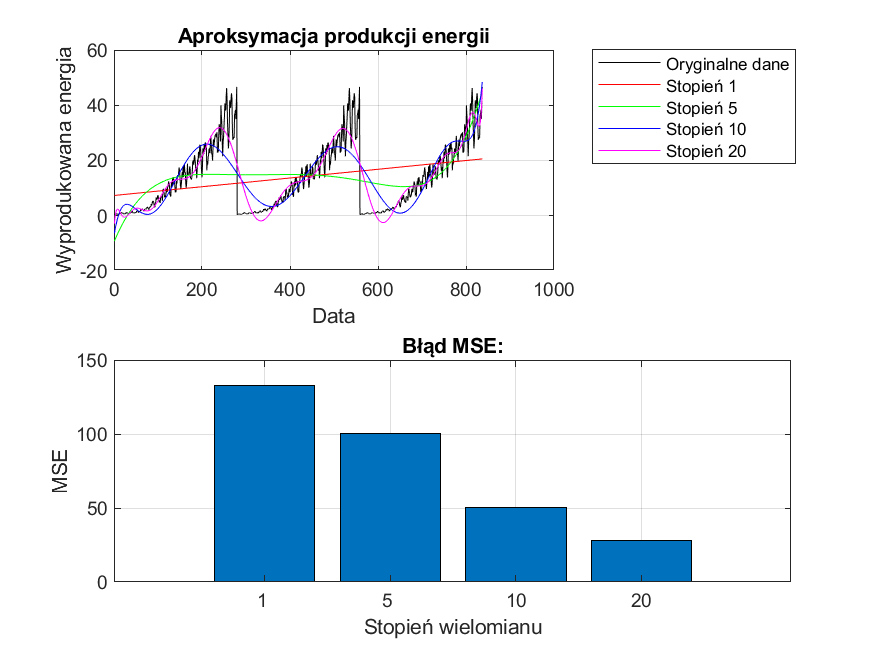 Aproksymacja produkcji energii
Wyprodukowana energia
60
40
20
0
-20
0 200 400 600 800 1000
Data
Oryginalne dane
Stopień 1
Stopień 5
Stopień 10
Stopień 20
Błąd MSE:
MSE
150
100
50
0
1 5 10 20
Stopień wielomianu